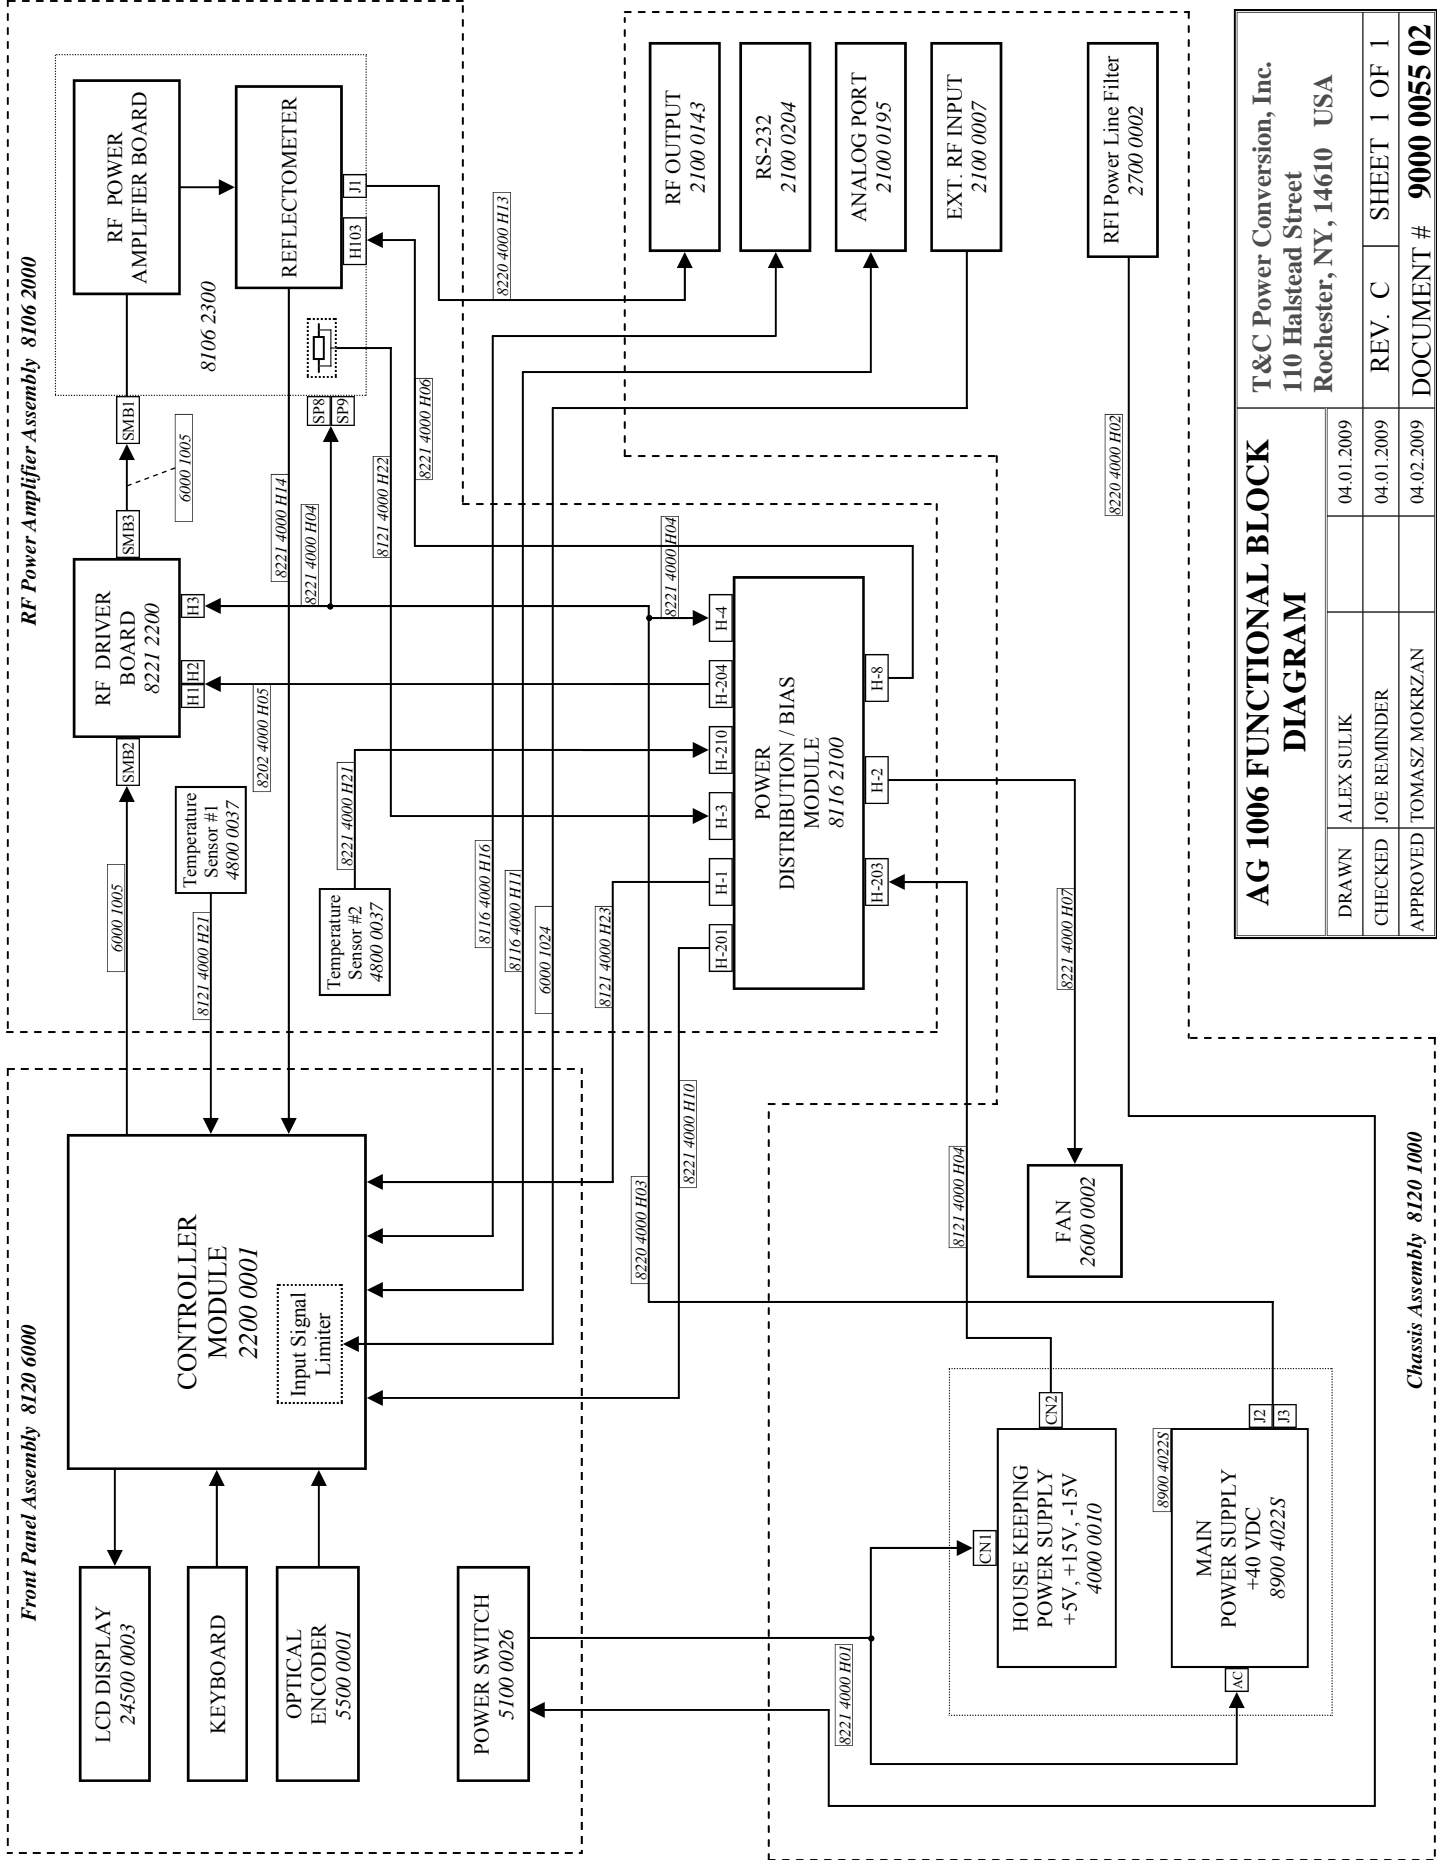 Front Panel Assembly  8120 6000
LCD DISPLAY
24500 0003
KEYBOARD
OPTICAL
ENCODER
5500 0001
POWER SWITCH
5100 0026
CONTROLLER
MODULE
2200 0001
Input Signal
Limiter
RF Power Amplifier Assembly  8106 2000
6000 1005
Temperature
Sensor #1
4800 0037
8121 4000 H21
SMB2
RF  DRIVER
BOARD
8221 2200
H1
H2
H3
SMB3
6000 1005
SMB1
RF  POWER
AMPLIFIER BOARD
REFLECTOMETER
8106 2300
H103
J1
SP8
SP9
8202 4000 H05
8221 4000 H14
8221 4000 H04
8121 4000 H22
8221 4000 H06
8220 4000 H13
Temperature
Sensor #2
4800 0037
8221 4000 H21
8116 4000 H16
8116 4000 H11
6000 1024
8121 4000 H23
8221 4000 H10
8220 4000 H03
8221 4000 H04
H-201
H-1
H-3
H-210
H-204
H-4
POWER
DISTRIBUTION / BIAS
MODULE
8116 2100
H-203
H-2
H-8
RF OUTPUT
2100 0143
RS-232
2100 0204
ANALOG PORT
2100 0195
EXT. RF INPUT
2100 0007
RFI Power Line Filter
2700 0002
8220 4000 H02
8221 4000 H07
8121 4000 H04
FAN
2600 0002
8221 4000 H01
CN1
HOUSE KEEPING
POWER SUPPLY
+5V, +15V, -15V
4000 0010
CN2
8900 4022S
AC
MAIN
POWER SUPPLY
+40 VDC
8900 4022S
J2
J3
Chassis Assembly  8120 1000
AG 1006 FUNCTIONAL BLOCK
DIAGRAM
T&C Power Conversion, Inc.
110 Halstead Street
Rochester, NY, 14610  USA
DRAWN ALEX SULIK 04.01.2009
CHECKED JOE REMINDER 04.01.2009 REV. C SHEET 1 OF 1
APPROVED TOMASZ MOKRZAN 04.02.2009 DOCUMENT # 9000 0055 02